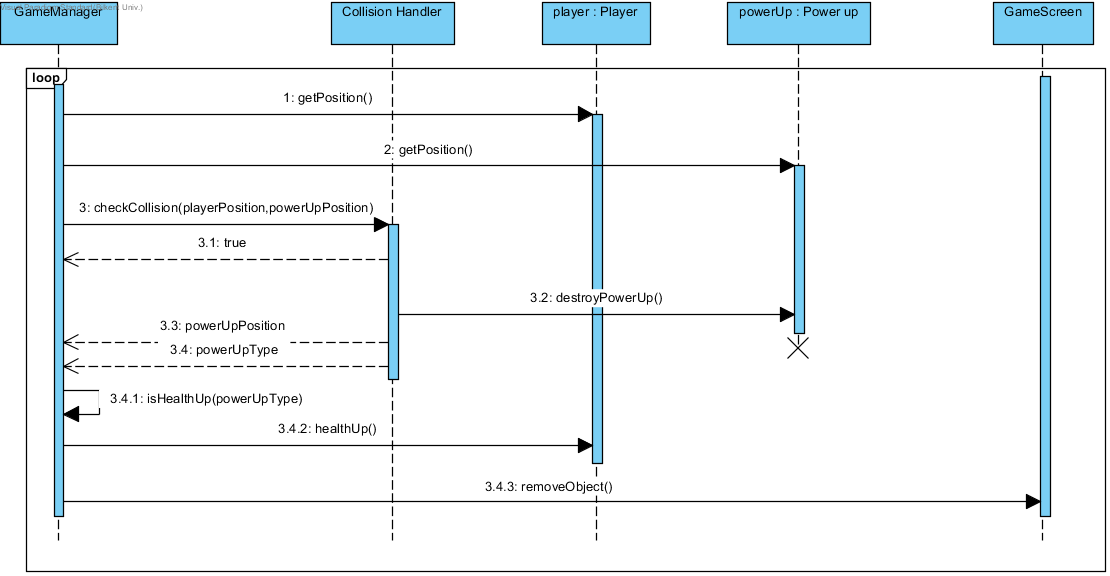 GameManager
Collision Handler
player : Player
powerUp : Power up
GameScreen
loop
1: getPosition()
2: getPosition()
3: checkCollision(playerPosition,powerUpPosition)
3.1: true
3.2: destroyPowerUp()
3.3: powerUpPosition
3.4: powerUpType
3.4.1: isHealthUp(powerUpType)
3.4.2: healthUp()
3.4.3: removeObject()